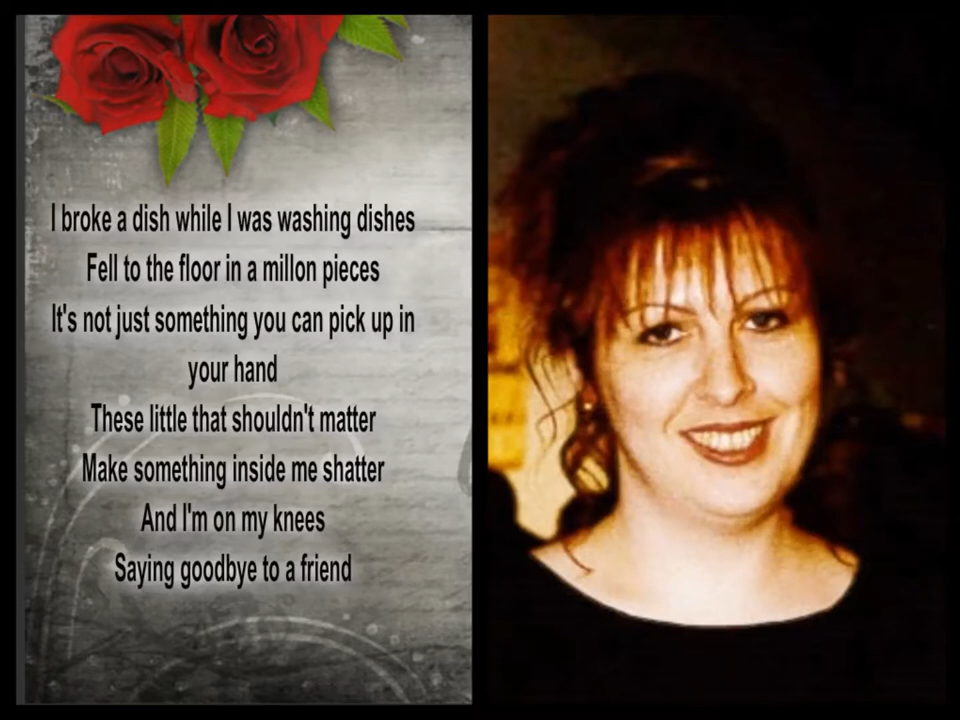 I broke a dish while I was washing dishes
Fell to the floor in a millon pieces
It's not just something you can pick up in
your hand
These little that shouldn't matter
Make something inside me shatter
And I'm on my knees
Saying goodbye to a friend